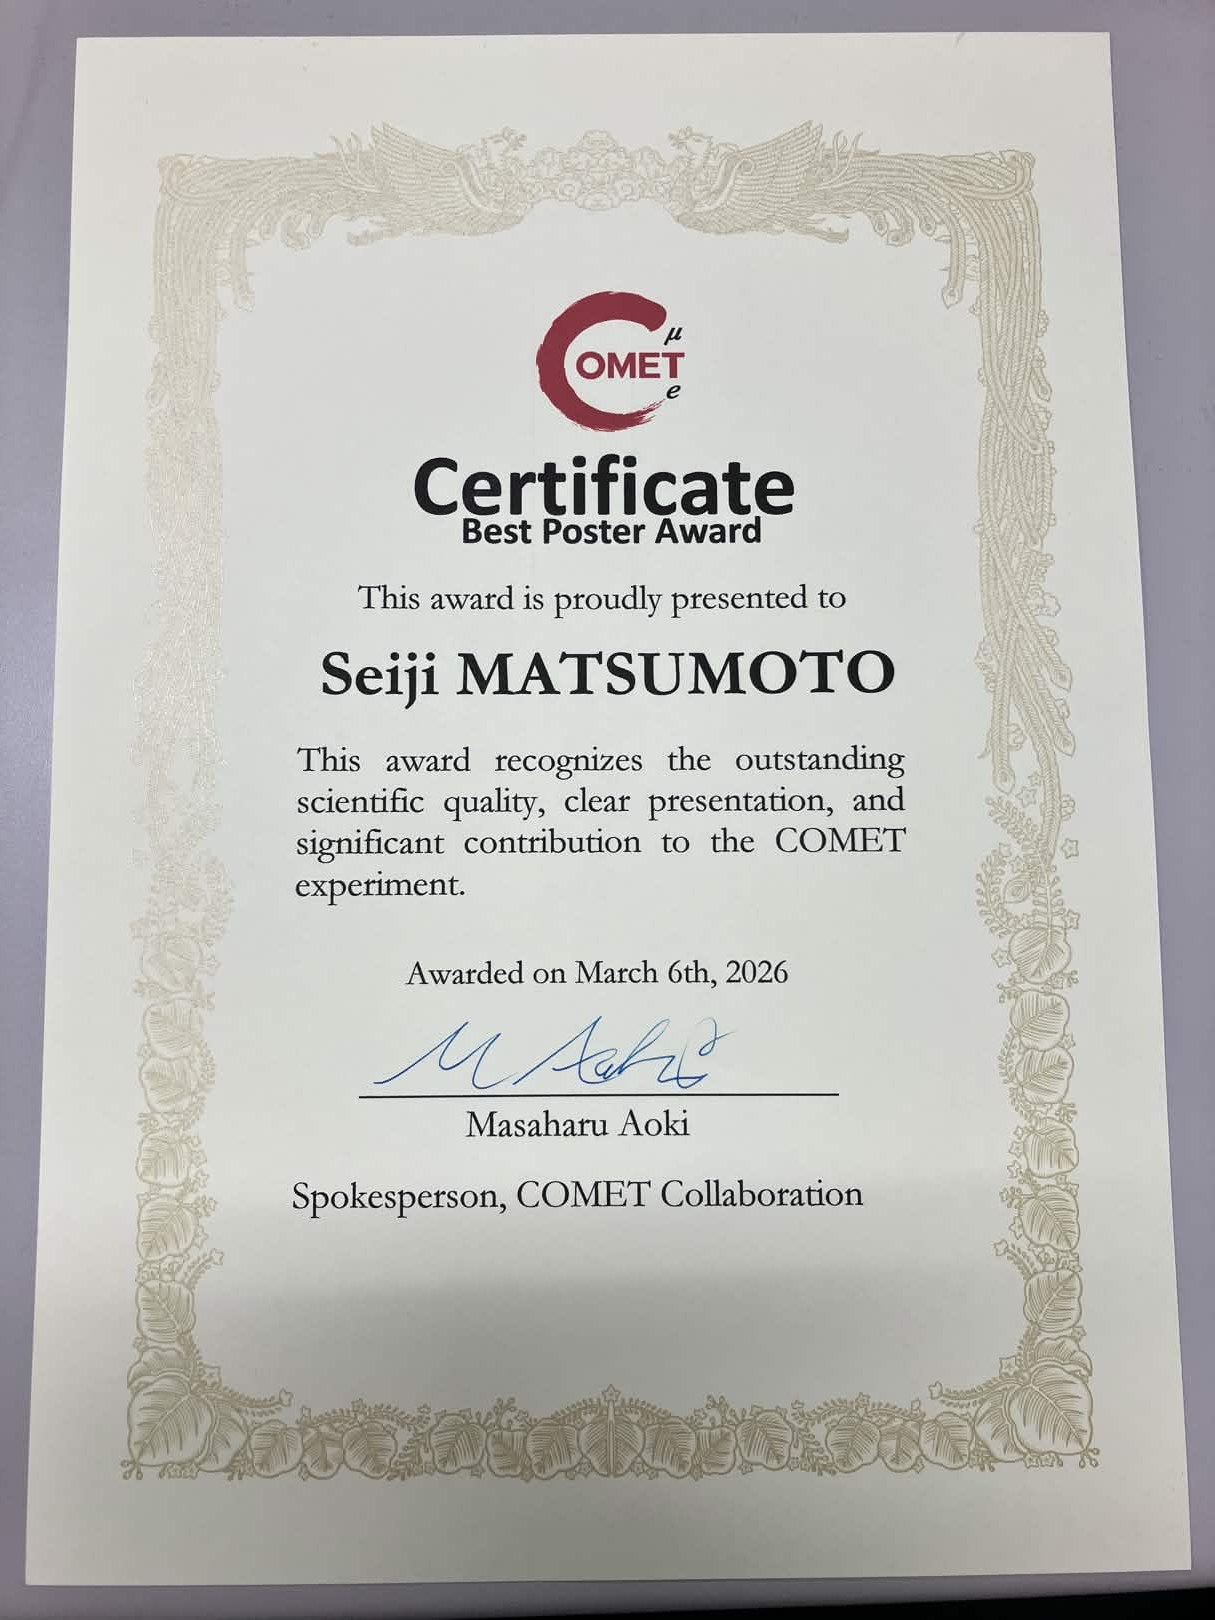 COMET
μ
e
Certificate
Best Poster Award
This award is proudly presented to
Seiji MATSUMOTO
This award recognizes the outstanding
scientific quality, clear presentation, and
significant contribution to the COMET
experiment.
Awarded on March 6th, 2026
M Aoki
Masaharu Aoki
Spokesperson, COMET Collaboration